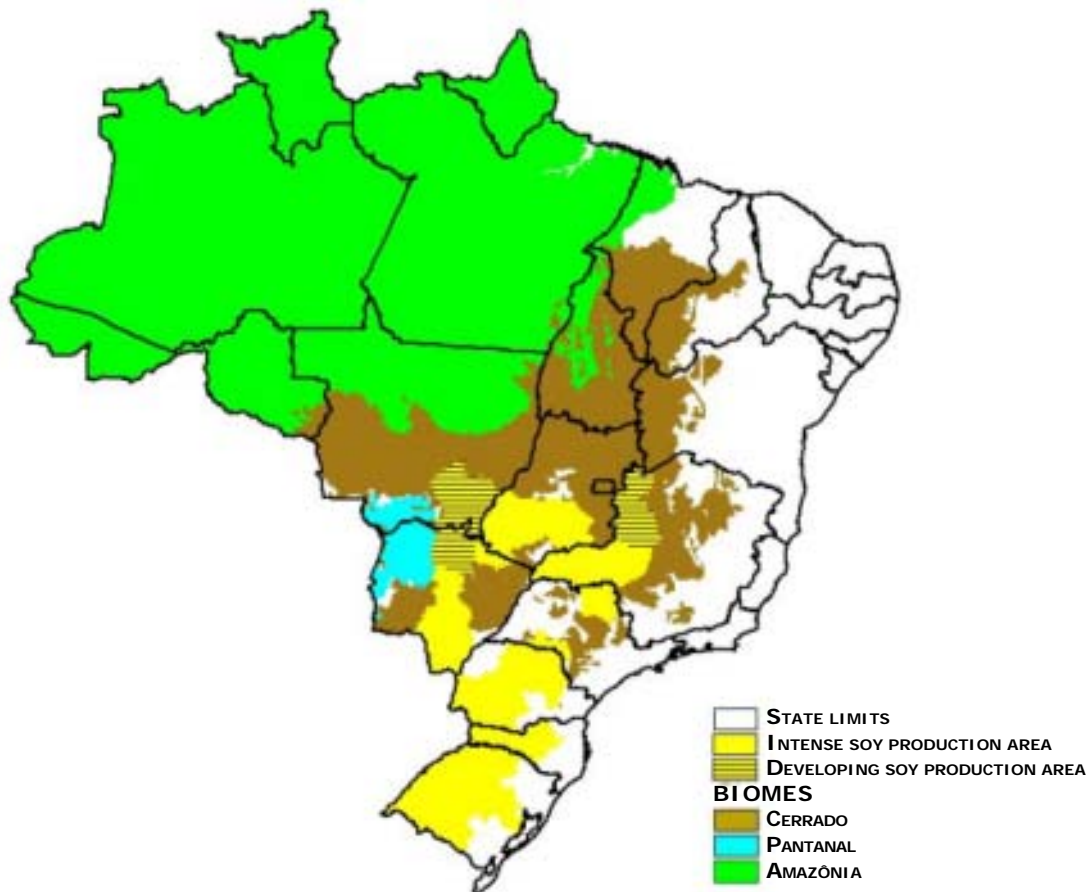 STATE LIMITS
INTENSE SOY PRODUCTION AREA
DEVELOPING SOY PRODUCTION AREA
BIOMES
CERRADO
PANTANAL
AMAZÔNIA